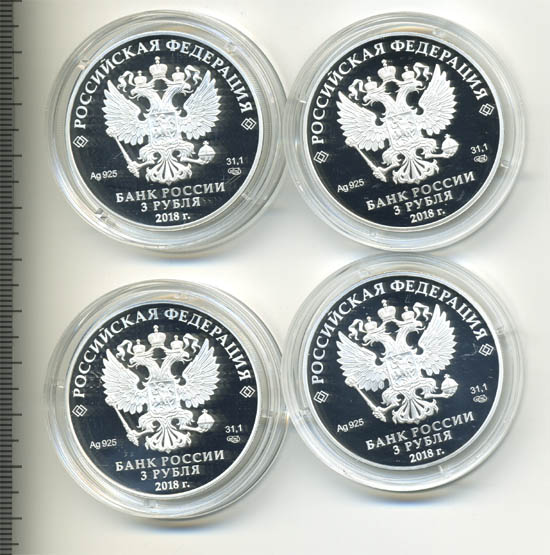 РОССИЙСКАЯ ФЕДЕРАЦИЯ
Ag 925
31,1
БАНК РОССИИ
3 РУБЛЯ
2018 г.
РОССИЙСКАЯ ФЕДЕРАЦИЯ
Ag 925
31,1
БАНК РОССИИ
3 РУБЛЯ
2018 г.
РОССИЙСКАЯ ФЕДЕРАЦИЯ
Ag 925
31,1
БАНК РОССИИ
3 РУБЛЯ
2018 г.
РОССИЙСКАЯ ФЕДЕРАЦИЯ
Ag 925
31,1
БАНК РОССИИ
3 РУБЛЯ
2018 г.